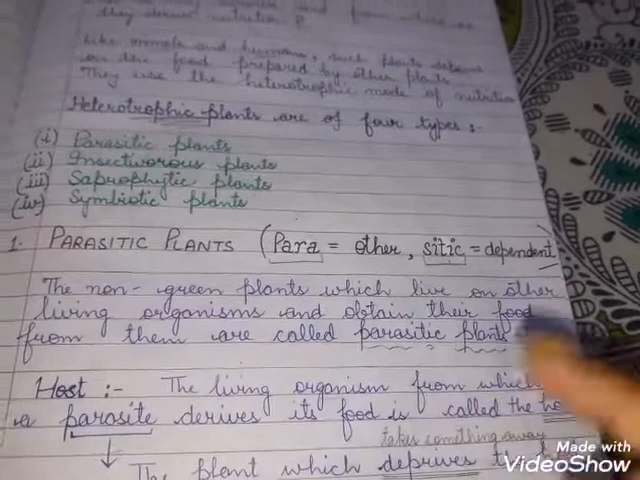 they derive nutrition ?
Like animals and humans, such plants depend
on the food prepared by other plants.
They use the heterotrophic mode of nutrition
Heterotrophic plants are of four types :-
(i) Parasitic plants
(ii) Insectivorous plants
(iii) Saprophytic plants
(iv) Symbiotic plants
1. PARASITIC PLANTS (Para = other, sitic = dependent)
The non-green plants which live on other
living organisms and obtain their food
from them are called parasitic plants
Host :- The living organism from which
a parasite derives its food is called the ho
takes something away
The plant which deprives
Made with
VideoShow